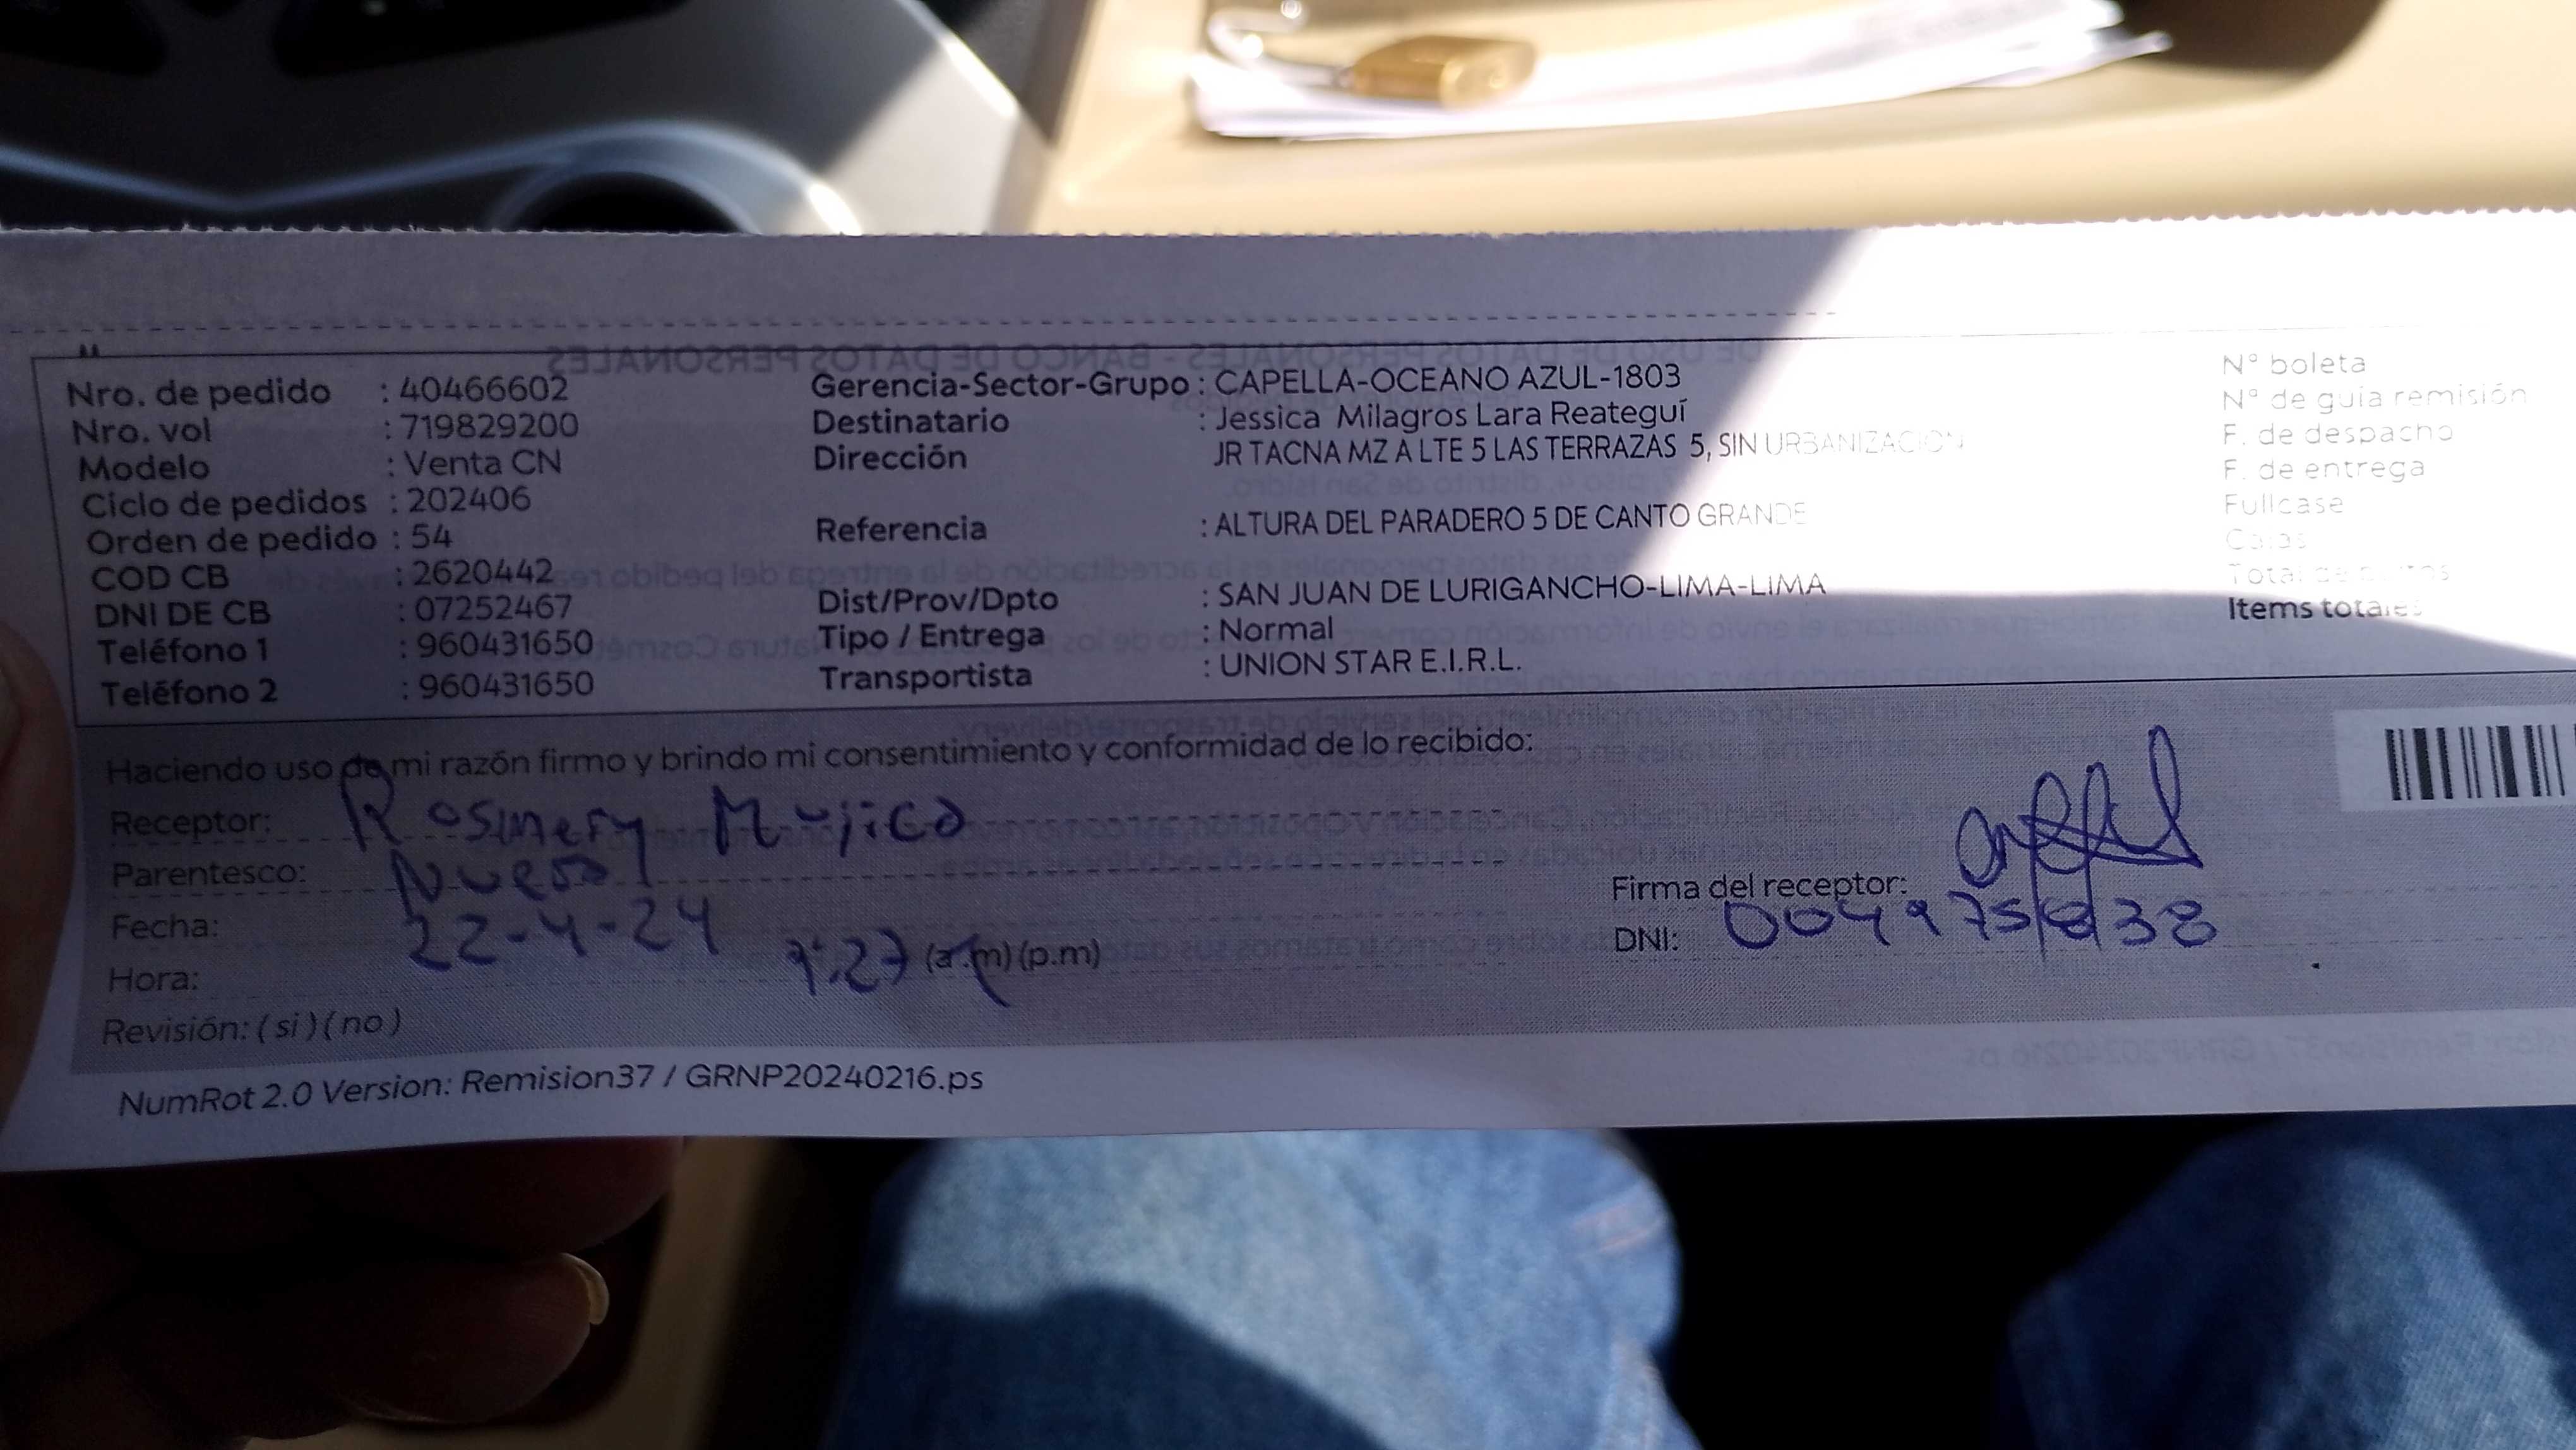 Nro. de pedido : 40466602
Nro. vol : 719829200
Modelo : Venta CN
Ciclo de pedidos : 202406
Orden de pedido : 54
COD CB : 2620442
DNI DE CB : 07252467
Teléfono 1 : 960431650
Teléfono 2 : 960431650
Gerencia-Sector-Grupo : CAPELLA-OCEANO AZUL-1803
Destinatario : Jessica Milagros Lara Reateguí
Dirección JR TACNA MZ A LTE 5 LAS TERRAZAS 5, SIN URBANIZACION
Referencia : ALTURA DEL PARADERO 5 DE CANTO GRANDE
Dist/Prov/Dpto : SAN JUAN DE LURIGANCHO-LIMA-LIMA
Tipo / Entrega : Normal
Transportista : UNION STAR E.I.R.L.
N° boleta
N° de guia remisión
F. de despacho
F. de entrega
Fullcase
Cajas
Total de
Items totales
Haciendo uso de mi razón firmo y brindo mi consentimiento y conformidad de lo recibido:
Receptor: Rosmery Mujica
Parentesco: Nuera
Fecha: 22-4-24
Hora: :27 (a.m) (p.m)
Revisión: ( si ) ( no )
Firma del receptor:
DNI:
NumRot 2.0 Version: Remision37 / GRNP20240216.ps